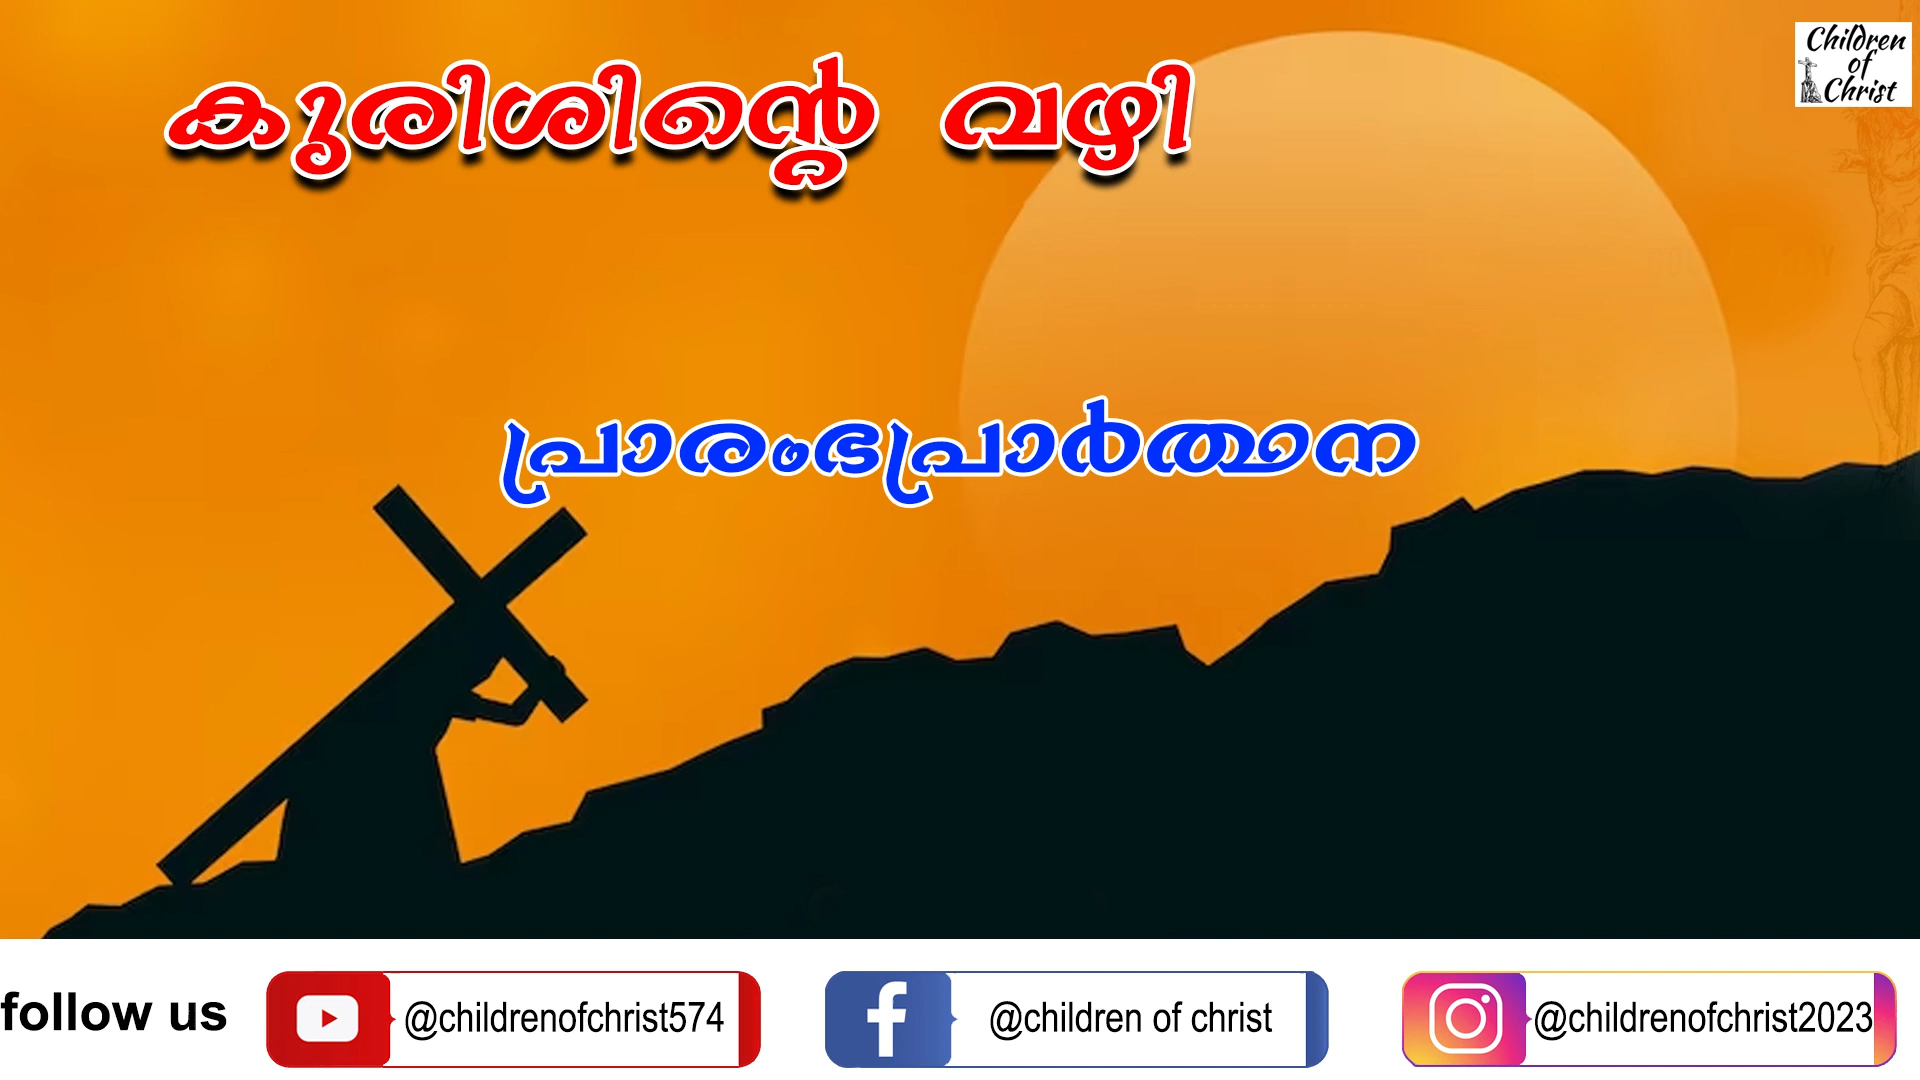 കുരിശിന്റെ വഴി
Children
of
Christ
പ്രാരംഭപ്രാർത്ഥന
follow us
@childrenofchrist574
@children of christ
@childrenofchrist2023